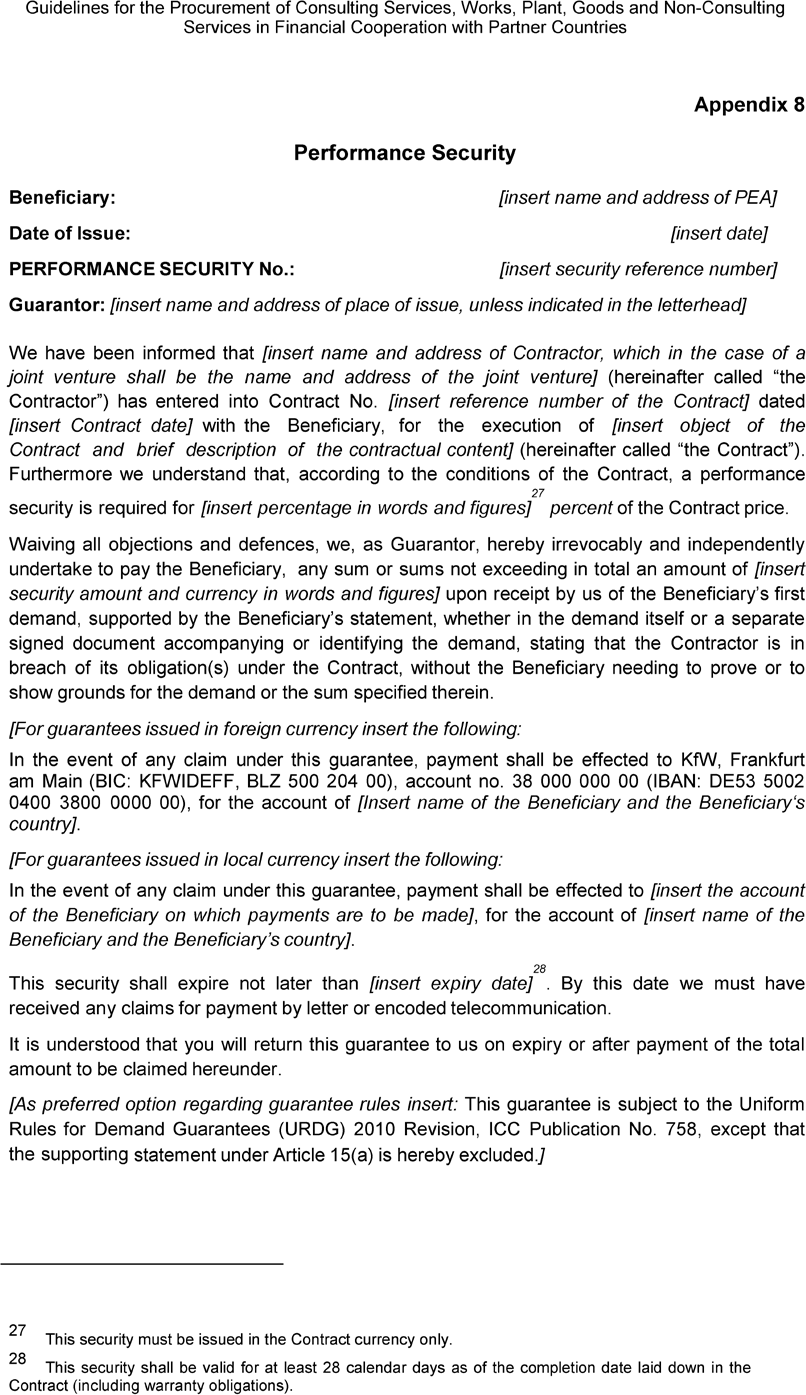 Guidelines for the Procurement of Consulting Services, Works, Plant, Goods and Non-Consulting
Services in Financial Cooperation with Partner Countries
Appendix 8
Performance Security
Beneficiary: [insert name and address of PEA]
Date of Issue: [insert date]
PERFORMANCE SECURITY No.: [insert security reference number]
Guarantor: [insert name and address of place of issue, unless indicated in the letterhead]
We have been informed that [insert name and address of Contractor, which in the case of a
joint venture shall be the name and address of the joint venture] (hereinafter called “the
Contractor”) has entered into Contract No. [insert reference number of the Contract] dated
[insert Contract date] with the Beneficiary, for the execution of [insert object of the
Contract and brief description of the contractual content] (hereinafter called “the Contract”).
Furthermore we understand that, according to the conditions of the Contract, a performance
security is required for [insert percentage in words and figures]27 percent of the Contract price.
Waiving all objections and defences, we, as Guarantor, hereby irrevocably and independently
undertake to pay the Beneficiary, any sum or sums not exceeding in total an amount of [insert
security amount and currency in words and figures] upon receipt by us of the Beneficiary’s first
demand, supported by the Beneficiary’s statement, whether in the demand itself or a separate
signed document accompanying or identifying the demand, stating that the Contractor is in
breach of its obligation(s) under the Contract, without the Beneficiary needing to prove or to
show grounds for the demand or the sum specified therein.
[For guarantees issued in foreign currency insert the following:
In the event of any claim under this guarantee, payment shall be effected to KfW, Frankfurt
am Main (BIC: KFWIDEFF, BLZ 500 204 00), account no. 38 000 000 00 (IBAN: DE53 5002
0400 3800 0000 00), for the account of [Insert name of the Beneficiary and the Beneficiary‘s
country].
[For guarantees issued in local currency insert the following:
In the event of any claim under this guarantee, payment shall be effected to [insert the account
of the Beneficiary on which payments are to be made], for the account of [insert name of the
Beneficiary and the Beneficiary’s country].
This security shall expire not later than [insert expiry date]28. By this date we must have
received any claims for payment by letter or encoded telecommunication.
It is understood that you will return this guarantee to us on expiry or after payment of the total
amount to be claimed hereunder.
[As preferred option regarding guarantee rules insert: This guarantee is subject to the Uniform
Rules for Demand Guarantees (URDG) 2010 Revision, ICC Publication No. 758, except that
the supporting statement under Article 15(a) is hereby excluded.]
27 This security must be issued in the Contract currency only.
28 This security shall be valid for at least 28 calendar days as of the completion date laid down in the
Contract (including warranty obligations).